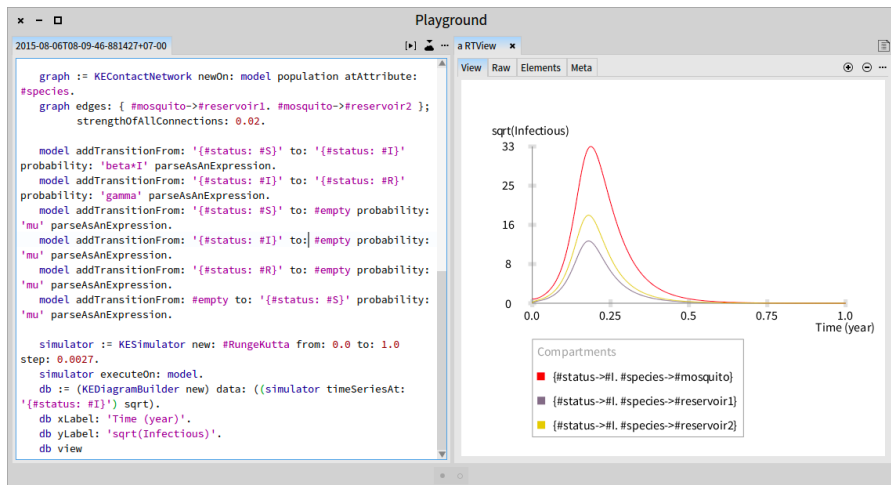 Playground
2015-08-06T08-09-46-881427+07-00
graph := KEContactNetwork newOn: model population atAttribute:
#species.
graph edges: { #mosquito->#reservoir1. #mosquito->#reservoir2 };
strengthOfAllConnections: 0.02.
model addTransitionFrom: '{#status: #S}' to: '{#status: #I}'
probability: 'beta*I' parseAsAnExpression.
model addTransitionFrom: '{#status: #I}' to: '{#status: #R}'
probability: 'gamma' parseAsAnExpression.
model addTransitionFrom: '{#status: #S}' to: #empty probability:
'mu' parseAsAnExpression.
model addTransitionFrom: '{#status: #I}' to: #empty probability:
'mu' parseAsAnExpression.
model addTransitionFrom: '{#status: #R}' to: #empty probability:
'mu' parseAsAnExpression.
model addTransitionFrom: #empty to: '{#status: #S}' probability:
'mu' parseAsAnExpression.
simulator := KESimulator new: #RungeKutta from: 0.0 to: 1.0
step: 0.0027.
simulator executeOn: model.
db := (KEDiagramBuilder new) data: ((simulator timeSeriesAt:
'{#status: #I}') sqrt).
db xLabel: 'Time (year)'.
db yLabel: 'sqrt(Infectious)'.
db view
a RTView
View Raw Elements Meta
sqrt(Infectious)
33
25
16
8
0
0.0 0.25 0.5 0.75 1.0
Time (year)
Compartments
{#status->#I. #species->#mosquito}
{#status->#I. #species->#reservoir1}
{#status->#I. #species->#reservoir2}